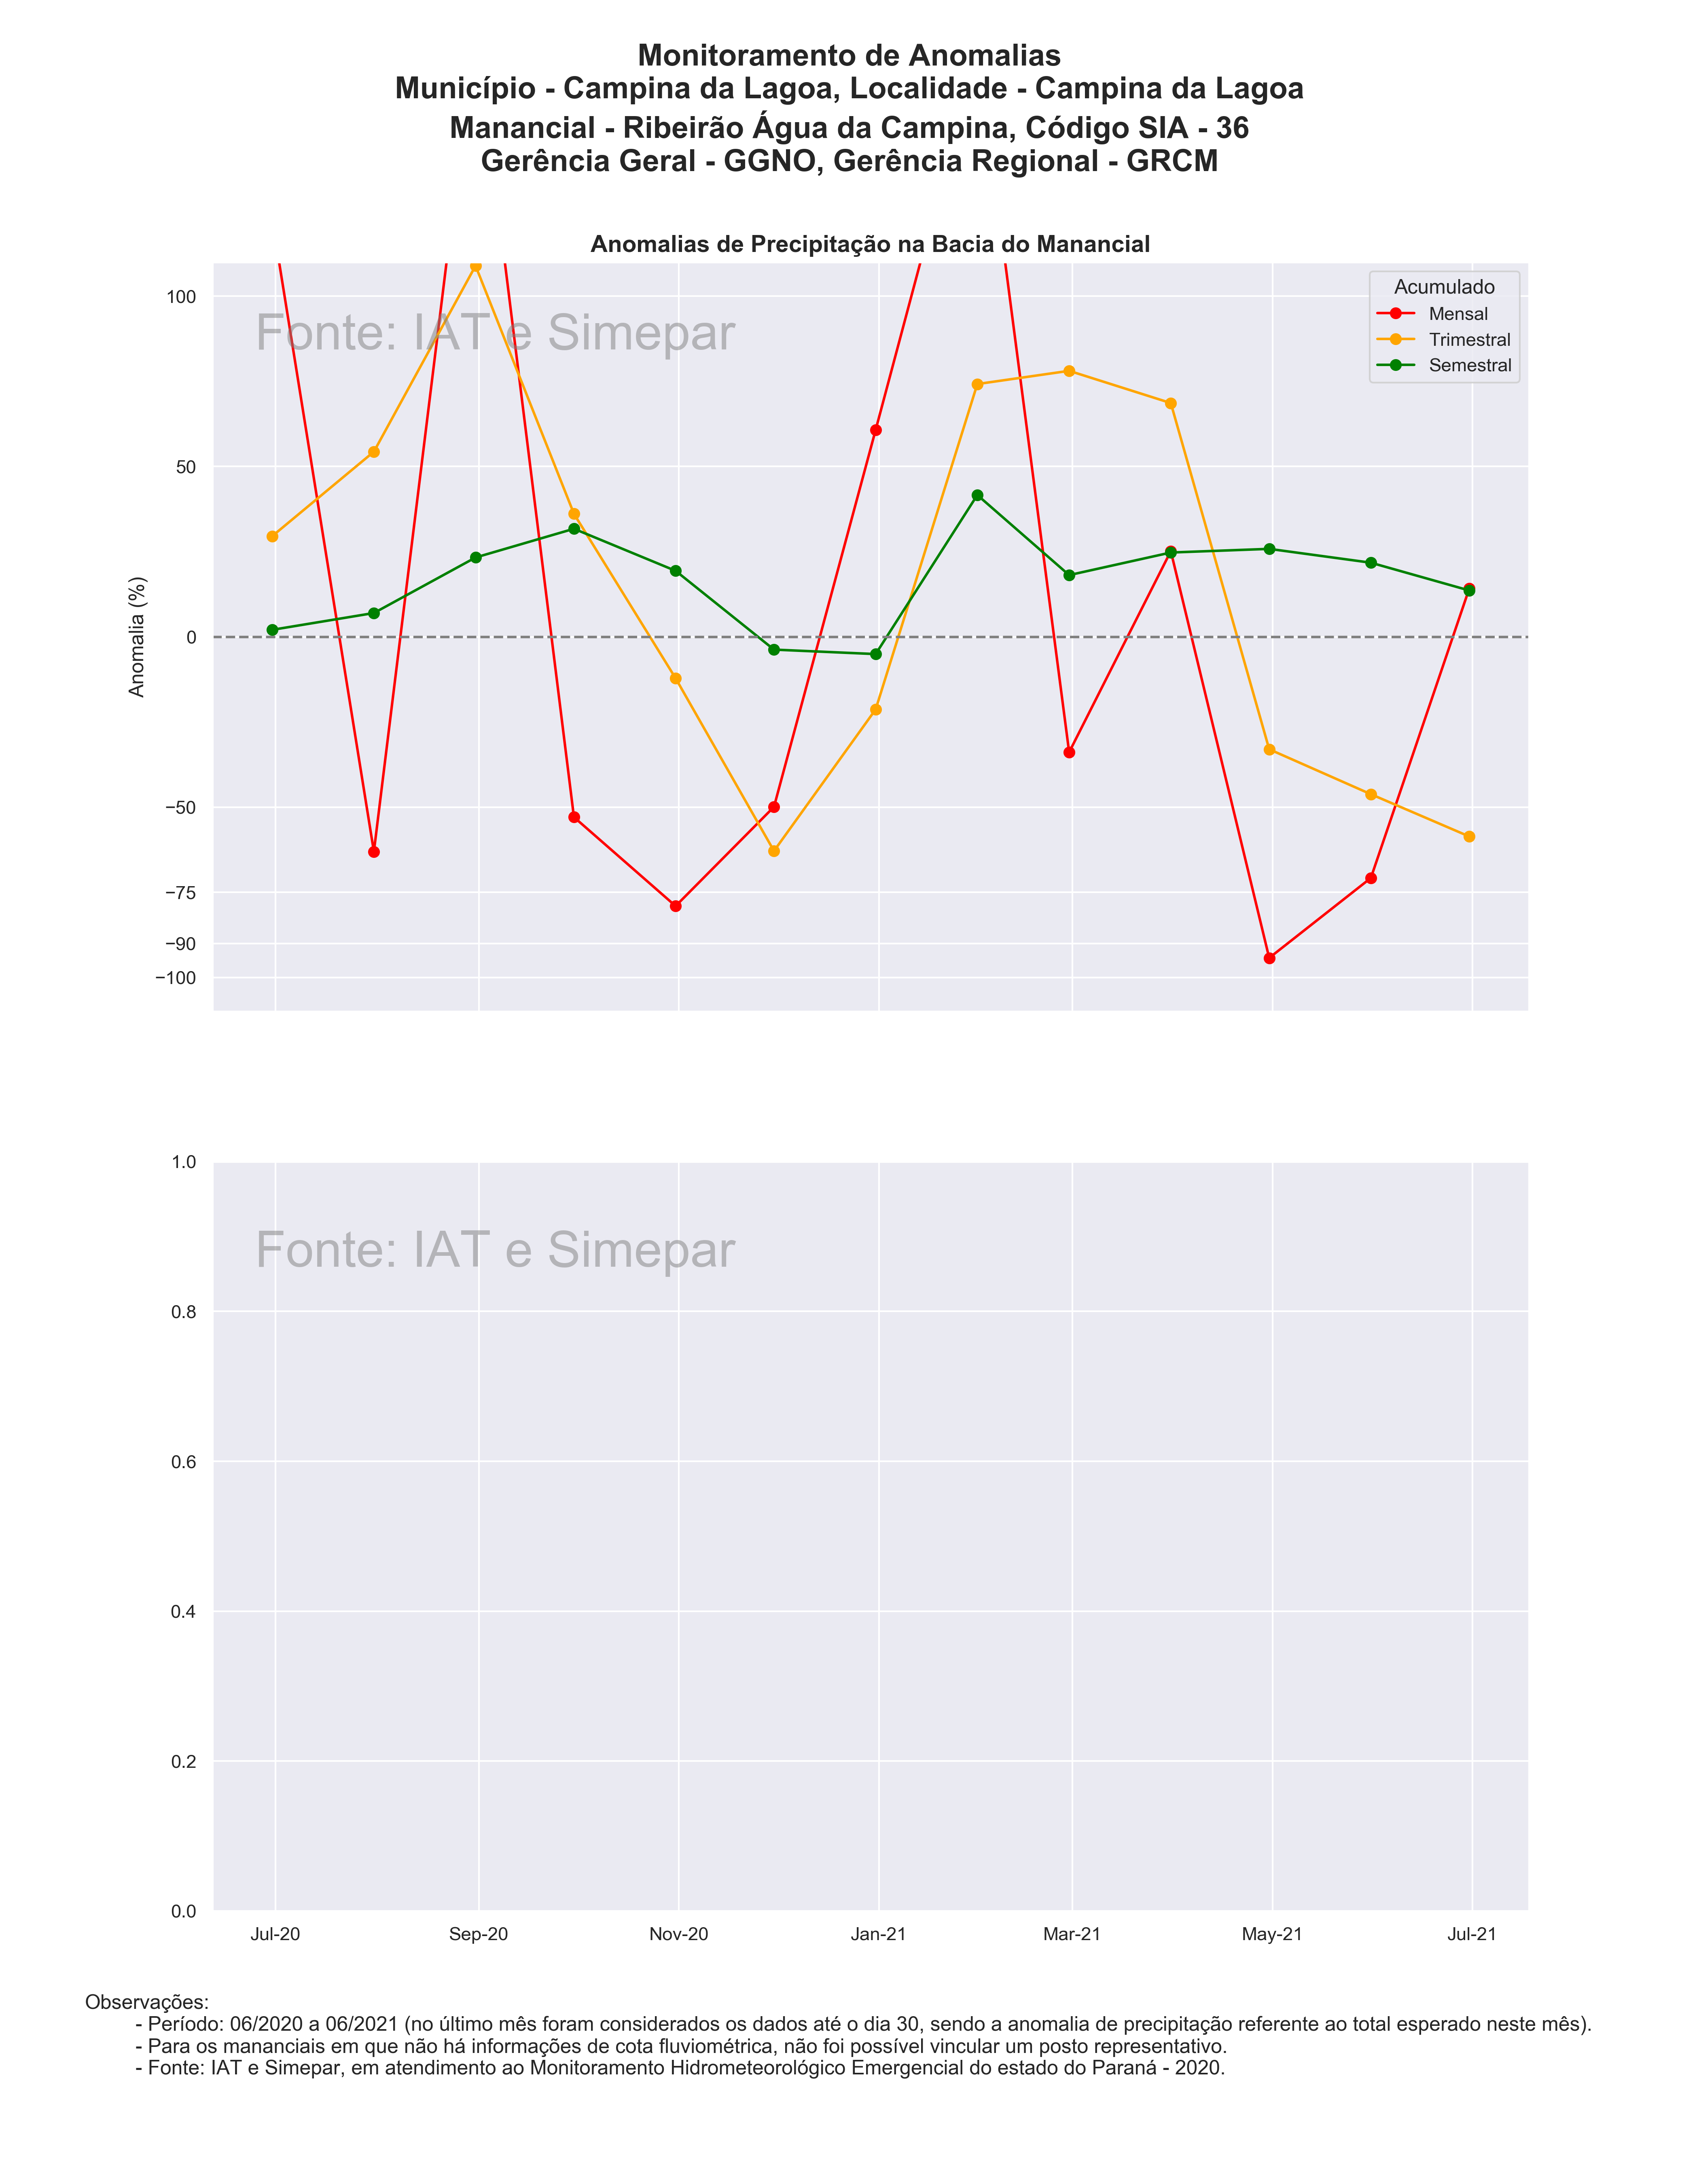 Monitoramento de Anomalias
Município - Campina da Lagoa, Localidade - Campina da Lagoa
Manancial - Ribeirão Água da Campina, Código SIA - 36
Gerência Geral - GGNO, Gerência Regional - GRCM
Anomalias de Precipitação na Bacia do Manancial
Fonte: IAT e Simepar
Acumulado
Mensal
Trimestral
Semestral
Anomalia (%)
100
50
0
−50
−75
−90
−100
Fonte: IAT e Simepar
1.0
0.8
0.6
0.4
0.2
0.0
Jul-20 Sep-20 Nov-20 Jan-21 Mar-21 May-21 Jul-21
Observações:
- Período: 06/2020 a 06/2021 (no último mês foram considerados os dados até o dia 30, sendo a anomalia de precipitação referente ao total esperado neste mês).
- Para os mananciais em que não há informações de cota fluviométrica, não foi possível vincular um posto representativo.
- Fonte: IAT e Simepar, em atendimento ao Monitoramento Hidrometeorológico Emergencial do estado do Paraná - 2020.